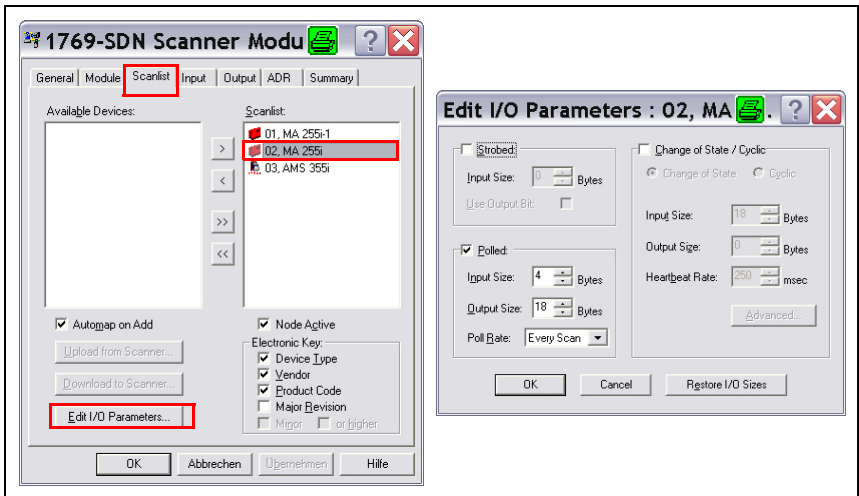 1769-SDN Scanner Modu
General Module Scanlist Input Output ADR Summary
Available Devices:
Scanlist:
01, MA 255i-1
02, MA 255i
03, AMS 355i
>
<
>>
<<
Automap on Add
Node Active
Upload from Scanner...
Download to Scanner...
Edit I/O Parameters...
Electronic Key:
Device Type
Vendor
Product Code
Major Revision
Minor or higher
OK Abbrechen Übernehmen Hilfe
Edit I/O Parameters : 02, MA .
Strobed:
Input Size: 0 Bytes
Use Output Bit:
Polled:
Input Size: 4 Bytes
Output Size: 18 Bytes
Poll Rate: Every Scan
Change of State / Cyclic
Change of State Cyclic
Input Size: 18 Bytes
Output Size: 0 Bytes
Heartbeat Rate: 250 msec
Advanced...
OK Cancel Restore I/O Sizes